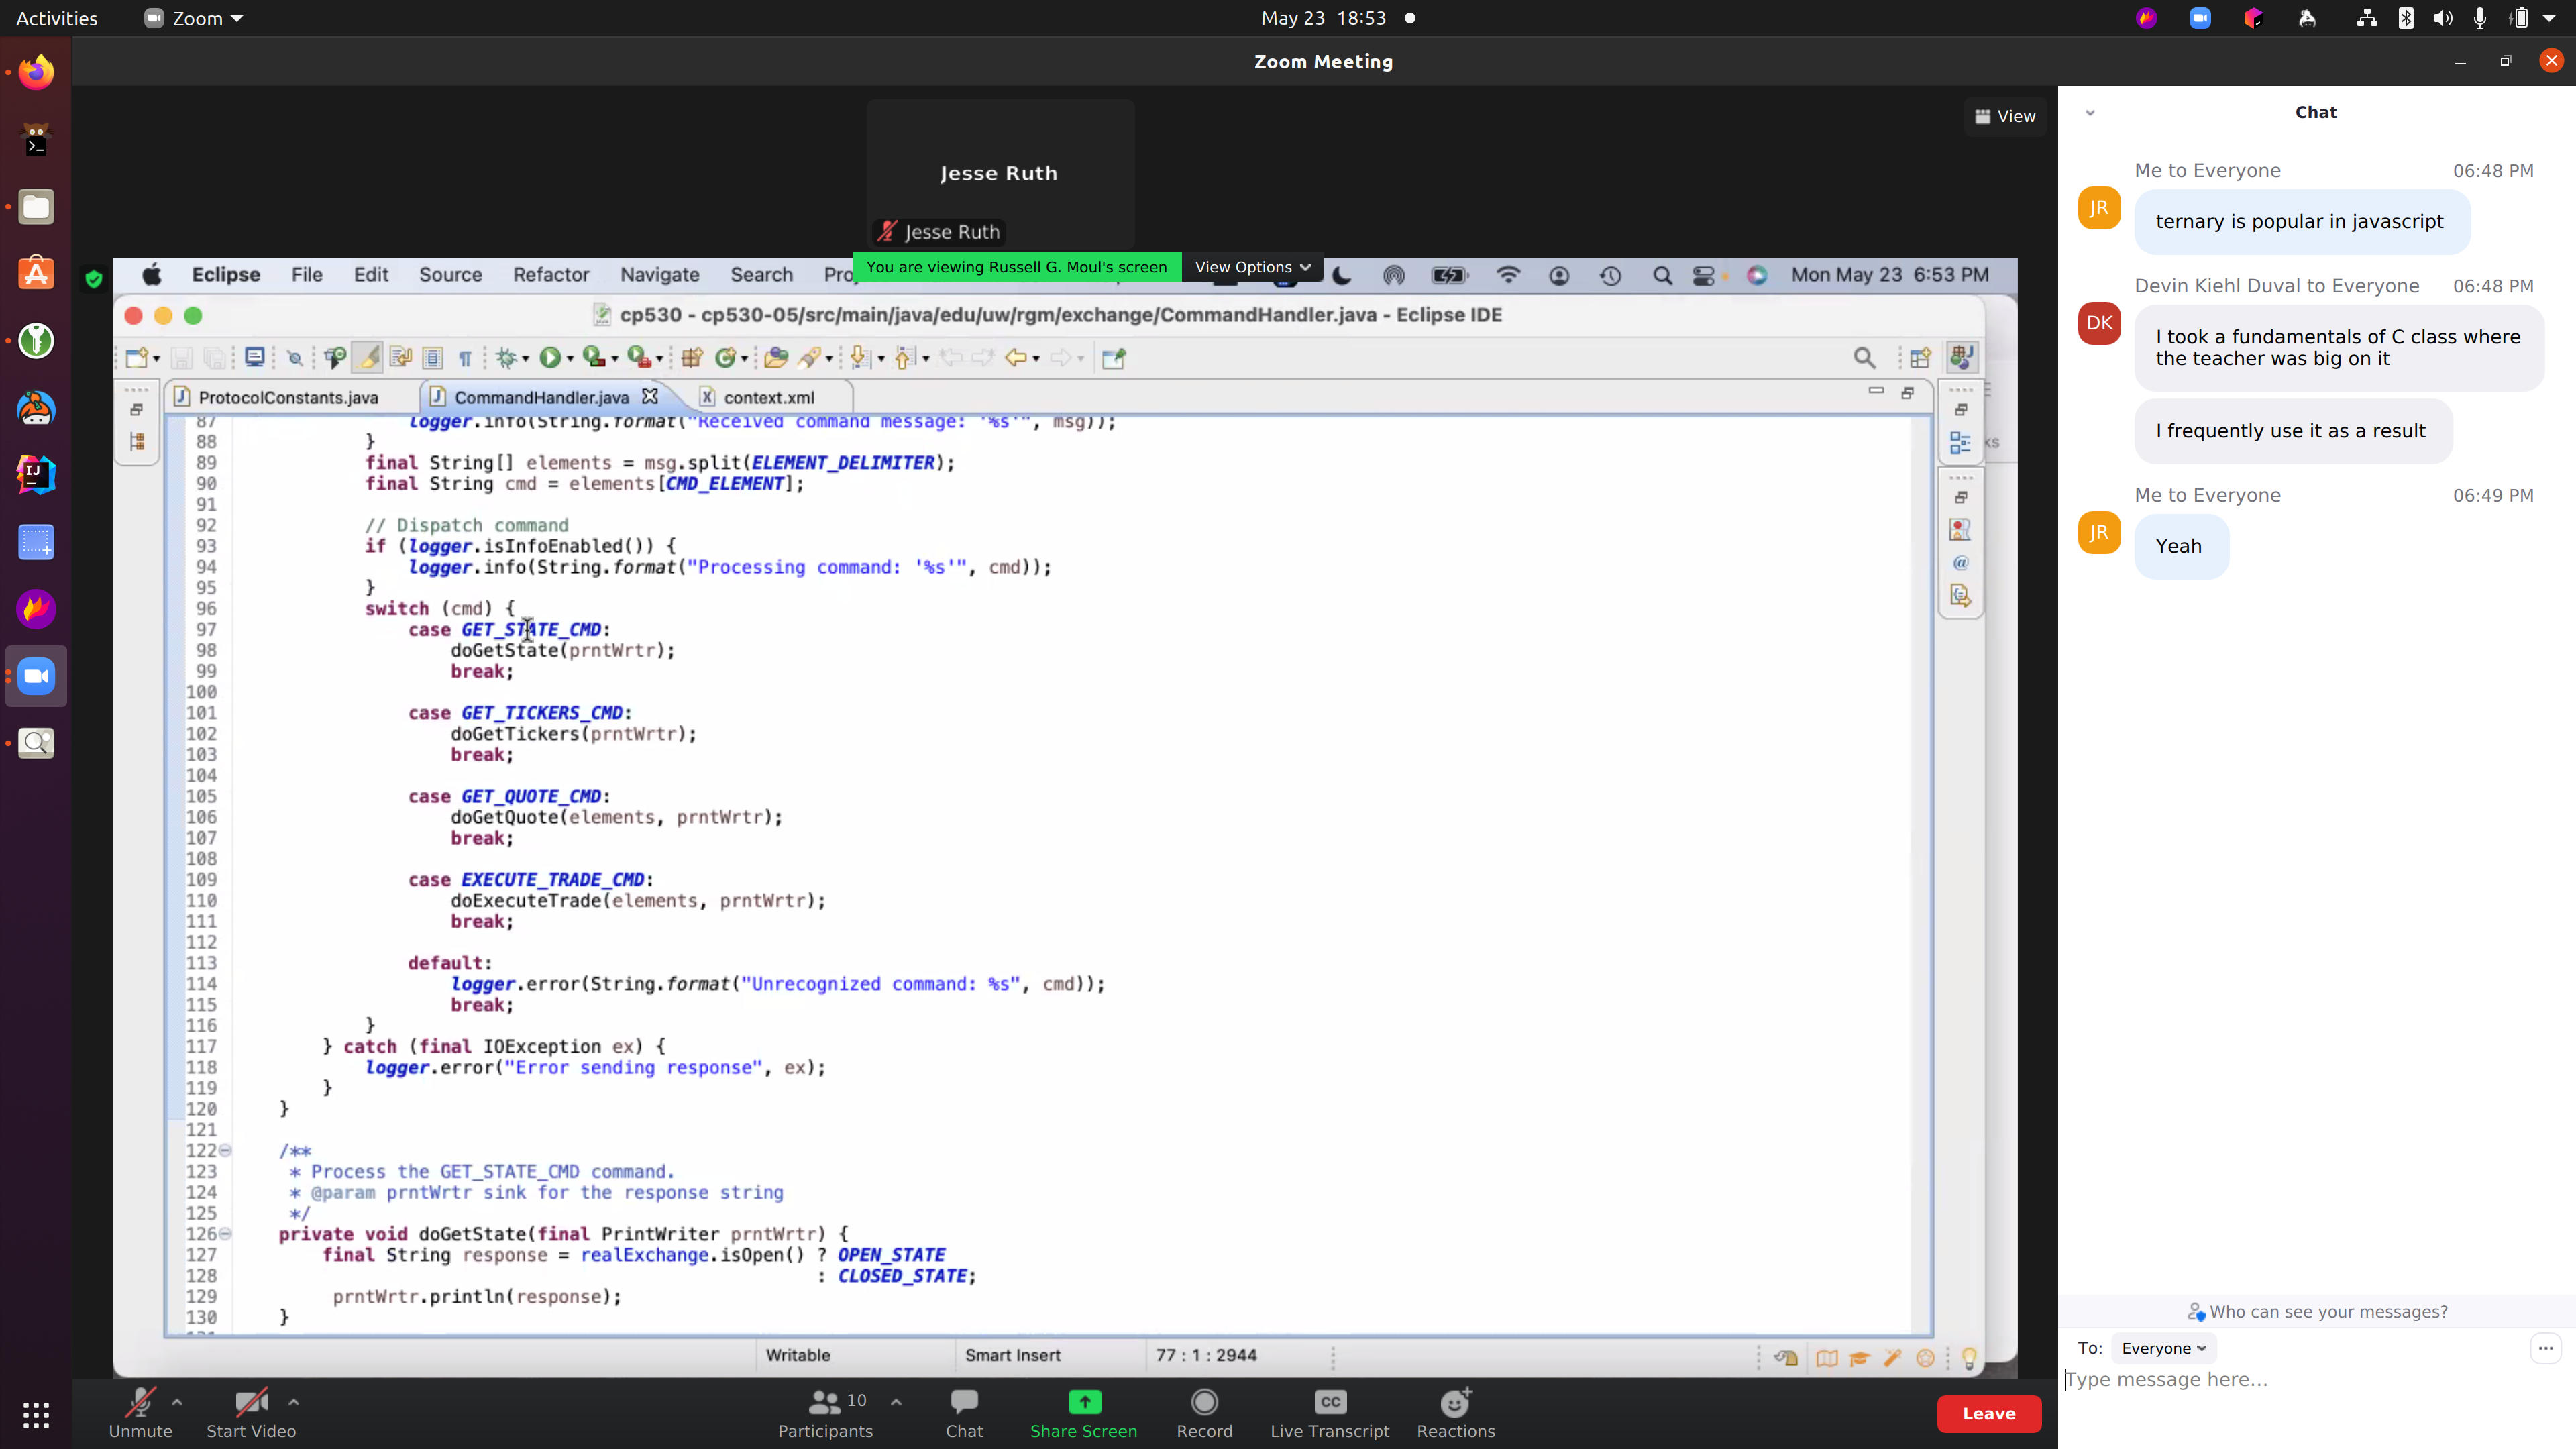 Activities
Zoom
May 23 18:53
Zoom Meeting
Jesse Ruth
Jesse Ruth
View
You are viewing Russell G. Moul's screen
View Options
Eclipse File Edit Source Refactor Navigate Search
Mon May 23 6:53 PM
cp530 - cp530-05/src/main/java/edu/uw/rgm/exchange/CommandHandler.java - Eclipse IDE
ProtocolConstants.java
CommandHandler.java
context.xml
87 logger.info(String.format("Received command message: '%s'", msg));
88 }
89 final String[] elements = msg.split(ELEMENT_DELIMITER);
90 final String cmd = elements[CMD_ELEMENT];
91
92 // Dispatch command
93 if (logger.isInfoEnabled()) {
94 logger.info(String.format("Processing command: '%s'", cmd));
95 }
96 switch (cmd) {
97 case GET_STATE_CMD:
98 doGetState(prntWrtr);
99 break;
100
101 case GET_TICKERS_CMD:
102 doGetTickers(prntWrtr);
103 break;
104
105 case GET_QUOTE_CMD:
106 doGetQuote(elements, prntWrtr);
107 break;
108
109 case EXECUTE_TRADE_CMD:
110 doExecuteTrade(elements, prntWrtr);
111 break;
112
113 default:
114 logger.error(String.format("Unrecognized command: %s", cmd));
115 break;
116 }
117 } catch (final IOException ex) {
118 logger.error("Error sending response", ex);
119 }
120 }
121
122 /**
123 * Process the GET_STATE_CMD command.
124 * @param prntWrtr sink for the response string
125 */
126 private void doGetState(final PrintWriter prntWrtr) {
127 final String response = realExchange.isOpen() ? OPEN_STATE
128 : CLOSED_STATE;
129 prntWrtr.println(response);
130 }
Writable
Smart Insert
77 : 1 : 2944
Unmute
Start Video
10
Participants
Chat
Share Screen
Record
CC
Live Transcript
Reactions
Leave
Chat
Me to Everyone 06:48 PM
JR
ternary is popular in javascript
Devin Kiehl Duval to Everyone 06:48 PM
DK
I took a fundamentals of C class where
the teacher was big on it
I frequently use it as a result
Me to Everyone 06:49 PM
JR
Yeah
Who can see your messages?
To: Everyone
Type message here...